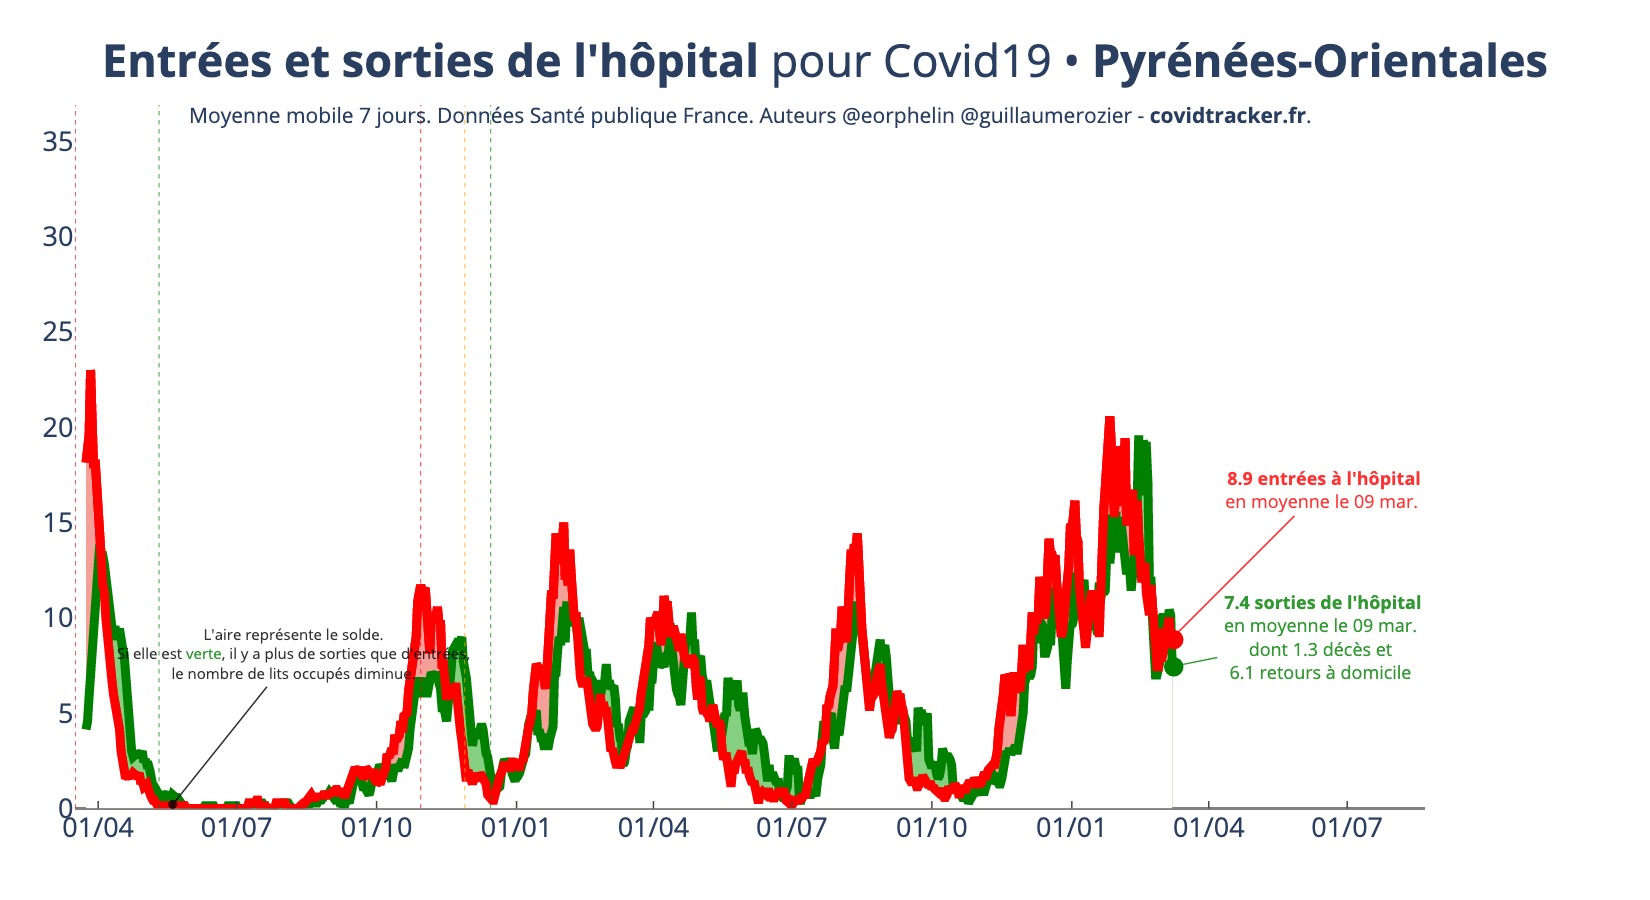 Entrées et sorties de l'hôpital pour Covid19 • Pyrénées-Orientales
Moyenne mobile 7 jours. Données Santé publique France. Auteurs @eorphelin @guillaumerozier - covidtracker.fr.
35
30
25
20
15
10
5
0
8.9 entrées à l'hôpital
en moyenne le 09 mar.
7.4 sorties de l'hôpital
en moyenne le 09 mar.
dont 1.3 décès et
6.1 retours à domicile
L'aire représente le solde.
Si elle est verte, il y a plus de sorties que d'entrées,
le nombre de lits occupés diminue.
01/04 01/07 01/10 01/01 01/04 01/07 01/10 01/01 01/04 01/07